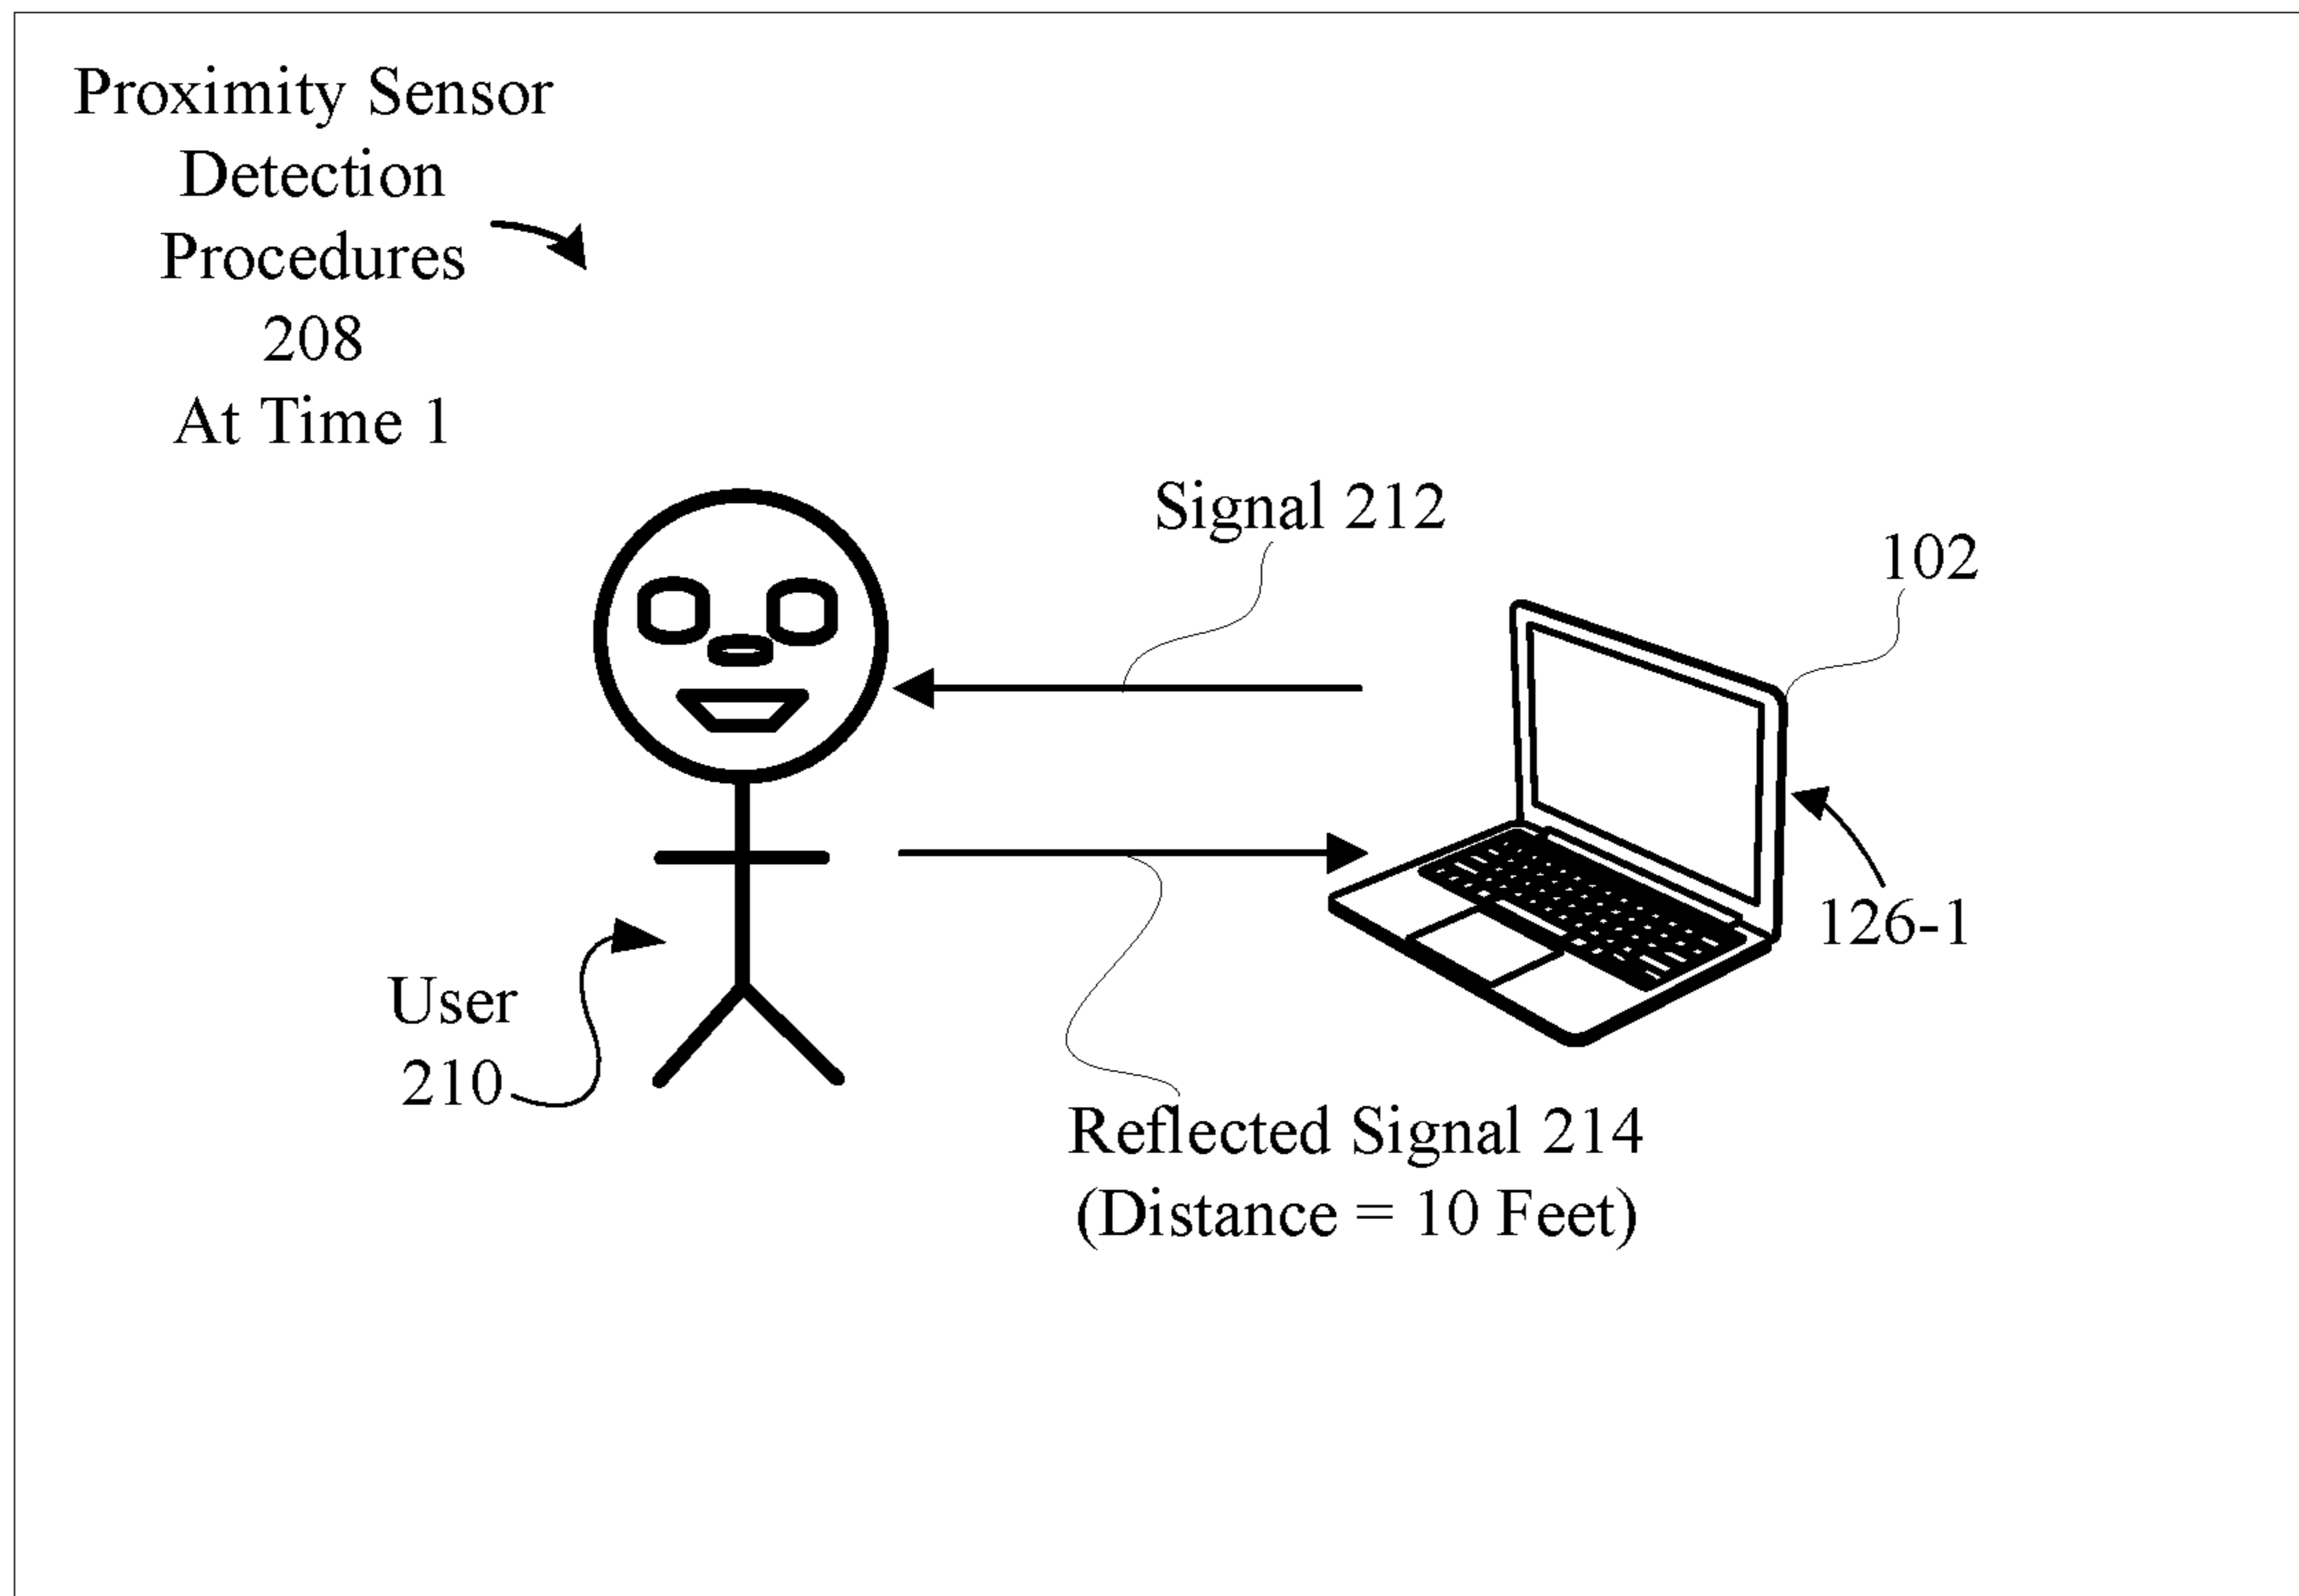 Proximity Sensor
Detection
Procedures
208
At Time 1
Signal 212
102
126-1
User
210
Reflected Signal 214
(Distance = 10 Feet)